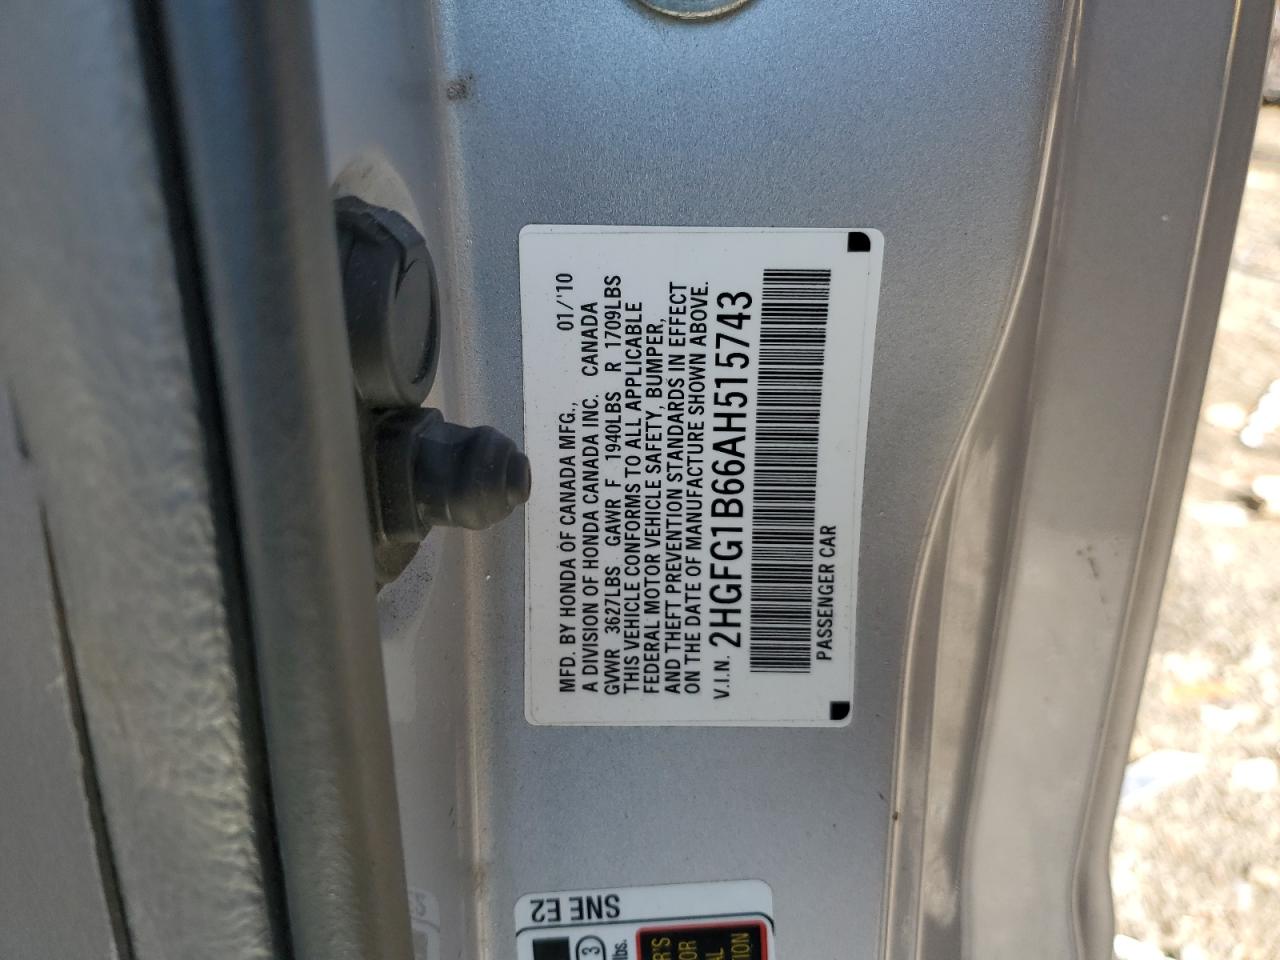 MFD. BY HONDA OF CANADA MFG., 01/'10
A DIVISION OF HONDA CANADA INC. CANADA
GVWR 3627LBS GAWR F 1940LBS R 1709LBS
THIS VEHICLE CONFORMS TO ALL APPLICABLE
FEDERAL MOTOR VEHICLE SAFETY, BUMPER,
AND THEFT PREVENTION STANDARDS IN EFFECT
ON THE DATE OF MANUFACTURE SHOWN ABOVE.
V.I.N. 2HGFG1B66AH515743
PASSENGER CAR
SNE E2
3
lbs.